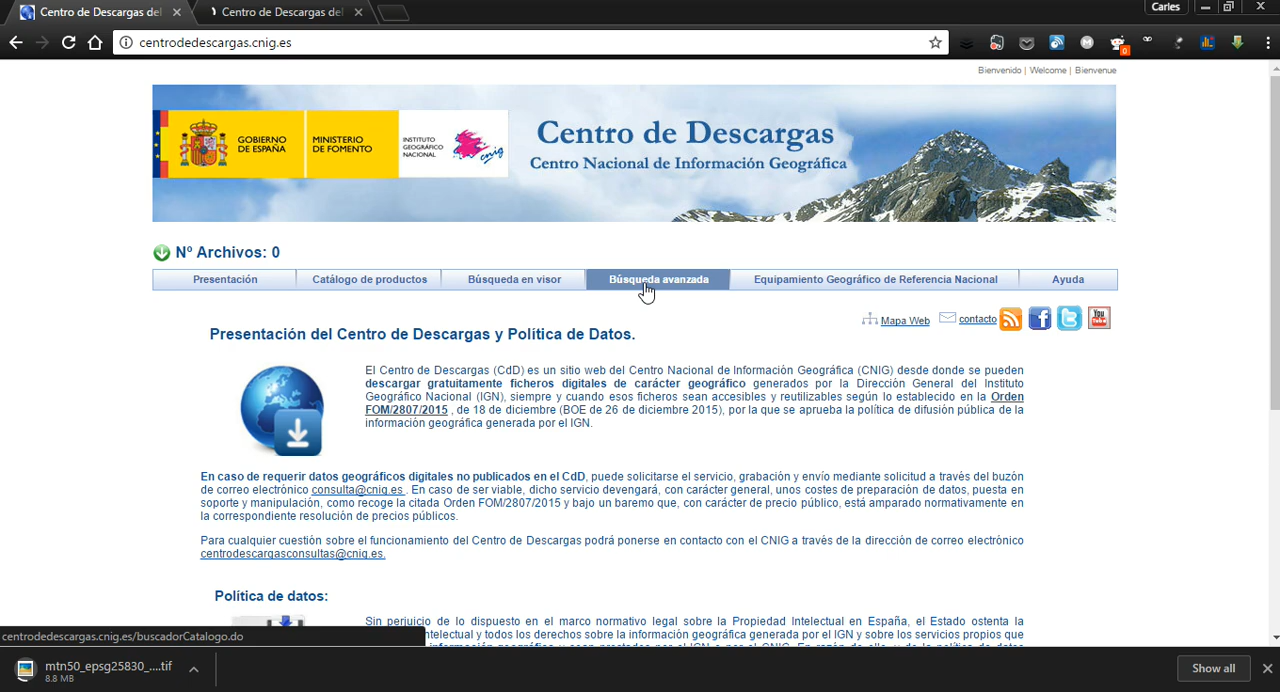 Centro de Descargas del
Centro de Descargas del
Carles
centrodedescargas.cnig.es
0
Bienvenido | Welcome | Bienvenue
GOBIERNO
DE ESPAÑA
MINISTERIO
DE FOMENTO
INSTITUTO
GEOGRÁFICO
NACIONAL
cnig
Centro de Descargas
Centro Nacional de Información Geográfica
Nº Archivos: 0
Presentación
Catálogo de productos
Búsqueda en visor
Búsqueda avanzada
Equipamiento Geográfico de Referencia Nacional
Ayuda
Mapa Web
contacto
You
Tube
Presentación del Centro de Descargas y Política de Datos.
El Centro de Descargas (CdD) es un sitio web del Centro Nacional de Información Geográfica (CNIG) desde donde se pueden
descargar gratuitamente ficheros digitales de carácter geográfico generados por la Dirección General del Instituto
Geográfico Nacional (IGN), siempre y cuando esos ficheros sean accesibles y reutilizables según lo establecido en la Orden
FOM/2807/2015 , de 18 de diciembre (BOE de 26 de diciembre 2015), por la que se aprueba la política de difusión pública de la
información geográfica generada por el IGN.
En caso de requerir datos geográficos digitales no publicados en el CdD, puede solicitarse el servicio, grabación y envío mediante solicitud a través del buzón
de correo electrónico consulta@cnig.es . En caso de ser viable, dicho servicio devengará, con carácter general, unos costes de preparación de datos, puesta en
soporte y manipulación, como recoge la citada Orden FOM/2807/2015 y bajo un baremo que, con carácter de precio público, está amparado normativamente en
la correspondiente resolución de precios públicos.
Para cualquier cuestión sobre el funcionamiento del Centro de Descargas podrá ponerse en contacto con el CNIG a través de la dirección de correo electrónico
centrodescargasconsultas@cnig.es.
Política de datos:
Sin perjuicio de lo dispuesto en el marco normativo legal sobre la Propiedad Intelectual en España, el Estado ostenta la
intelectual y todos los derechos sobre la información geográfica generada por el IGN y sobre los servicios propios que
centrodedescargas.cnig.es/buscadorCatalogo.do
mtn50_epsg25830_....tif
8.8 MB
Show all